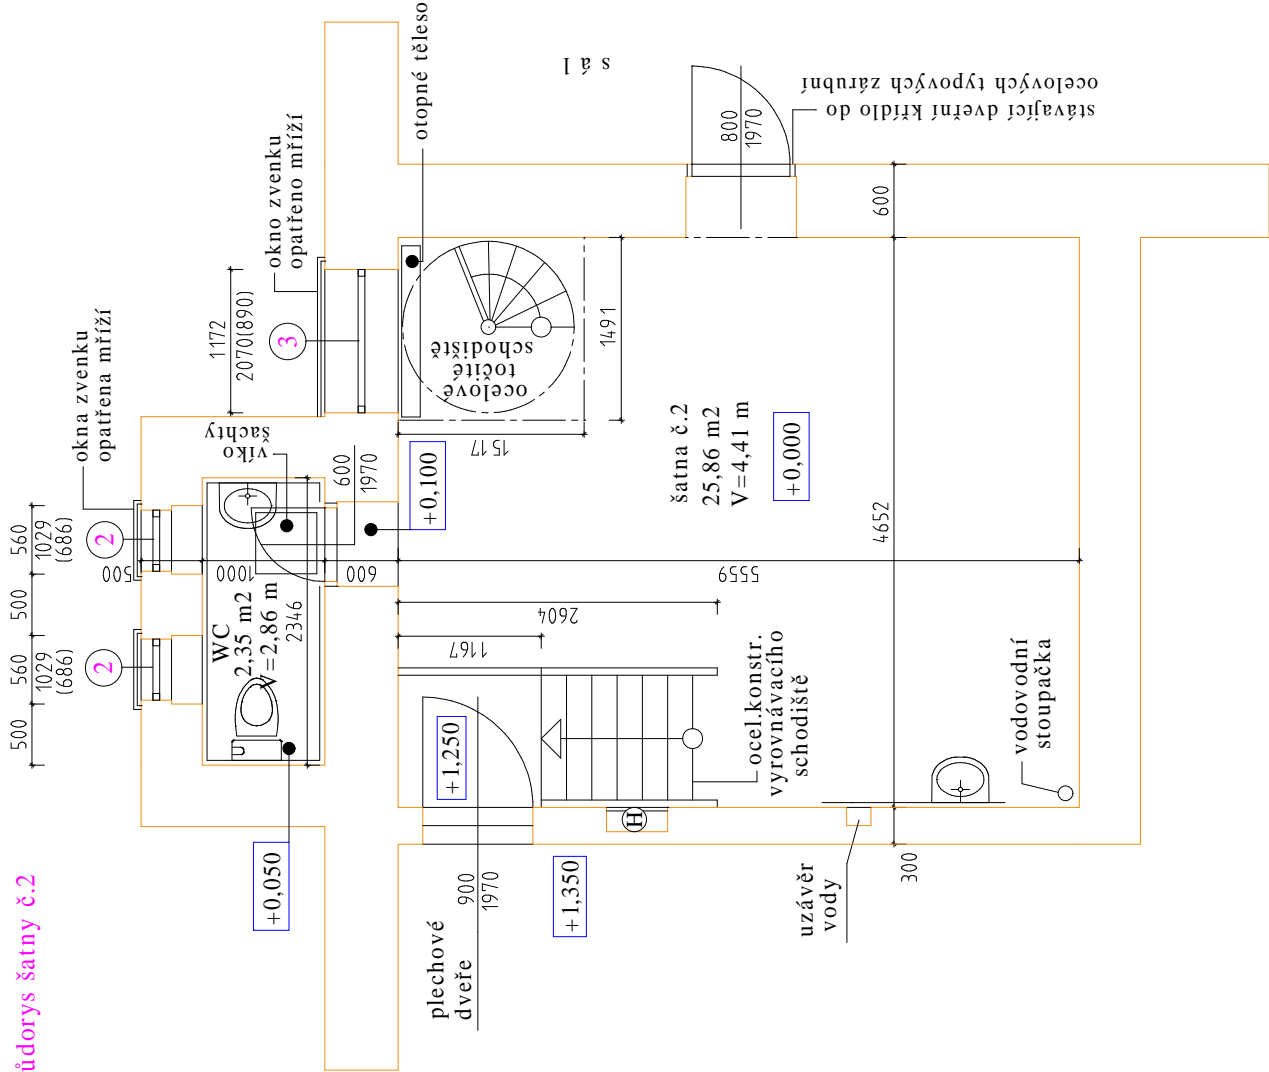 ůdorys šatny č.2
okna zvenku
opatřena mříží
okno zvenku
opatřeno mříží
otopné těleso
sál
stávající dveřní křídlo do
ocelových typových zárubní
800
1970
600
1172
2070(890)
3
560
1029
(686)
2
500
560
1029
(686)
2
500
500
1000
600
5559
víko
šachty
600
1970
+0,100
WC
2,35 m2
V=2,86 m
2346
+0,050
ocelové
točité
schodiště
1491
1517
šatna č.2
25,86 m2
V=4,41 m
+0,000
4652
2604
1167
+1,250
ocel.konstr.
vyrovnávacího
schodiště
vodovodní
stoupačka
H
300
uzávěr
vody
+1,350
900
1970
plechové
dveře